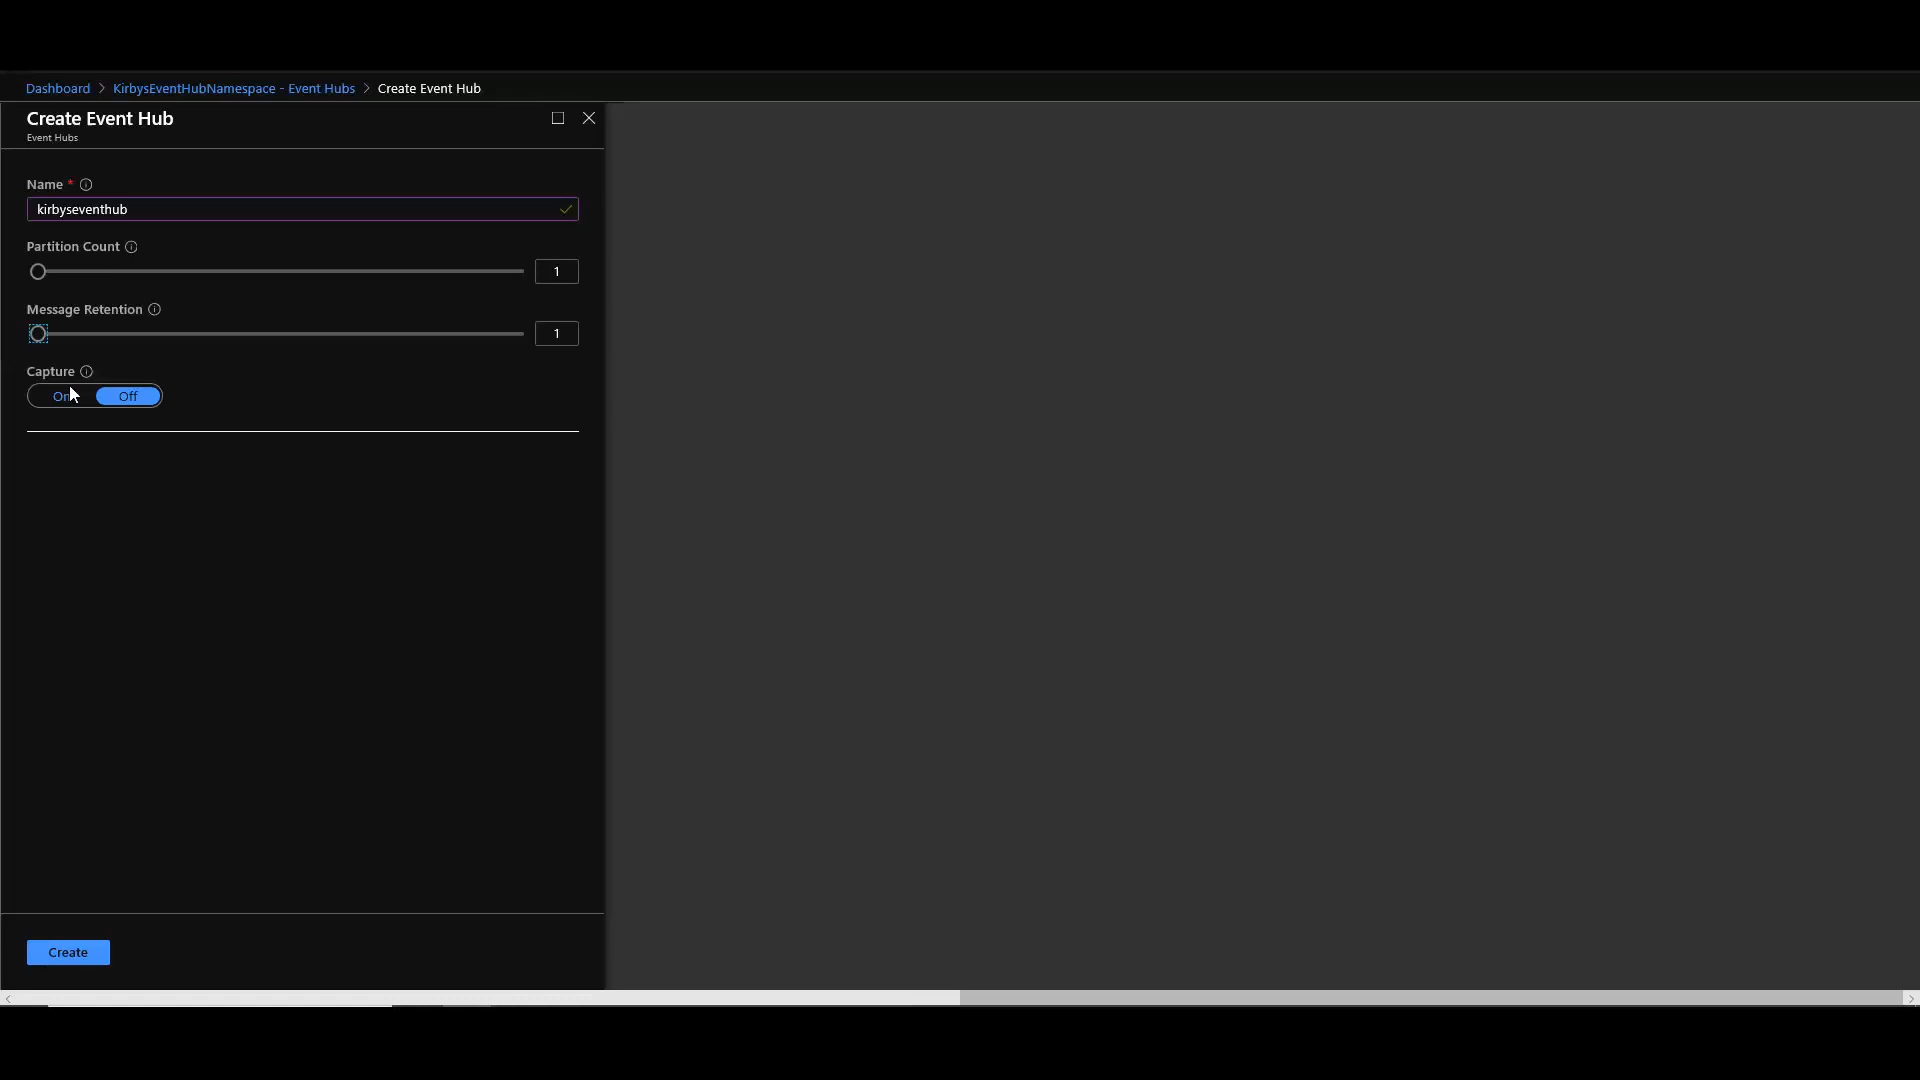 Dashboard > KirbysEventHubNamespace - Event Hubs > Create Event Hub
Create Event Hub
Event Hubs
Name *
kirbyseventhub
Partition Count
1
Message Retention
1
Capture
On Off
Create